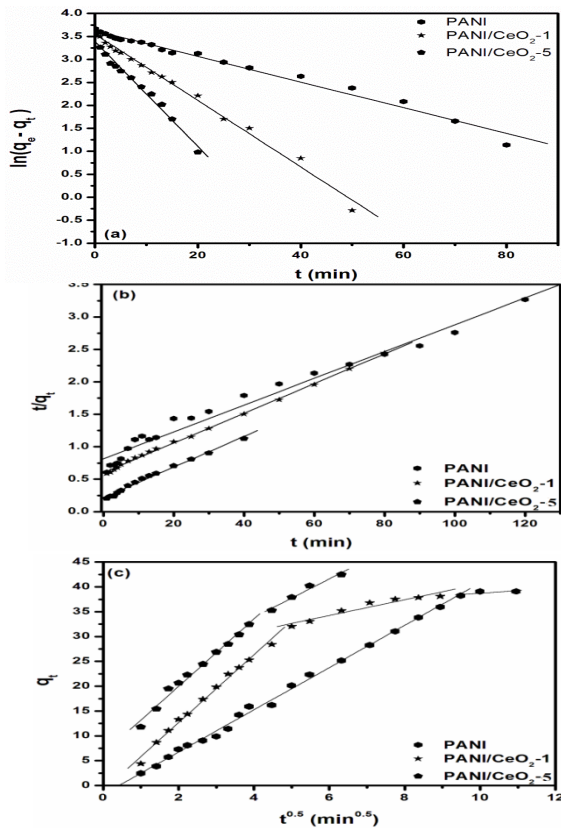 4.0
3.5
3.0
2.5
2.0
1.5
1.0
0.5
0.0
-0.5
-1.0
ln(qe - qt)
PANI
PANI/CeO2-1
PANI/CeO2-5
(a)
0 20 40 60 80
t (min)
(b)
3.5
3.0
2.5
2.0
1.5
1.0
0.5
0.0
t/qt
PANI
PANI/CeO2-1
PANI/CeO2-5
0 20 40 60 80 100 120
t (min)
(c)
45
40
35
30
25
20
15
10
5
0
qt
PANI
PANI/CeO2-1
PANI/CeO2-5
0 2 4 6 8 10 12
t0.5 (min0.5)